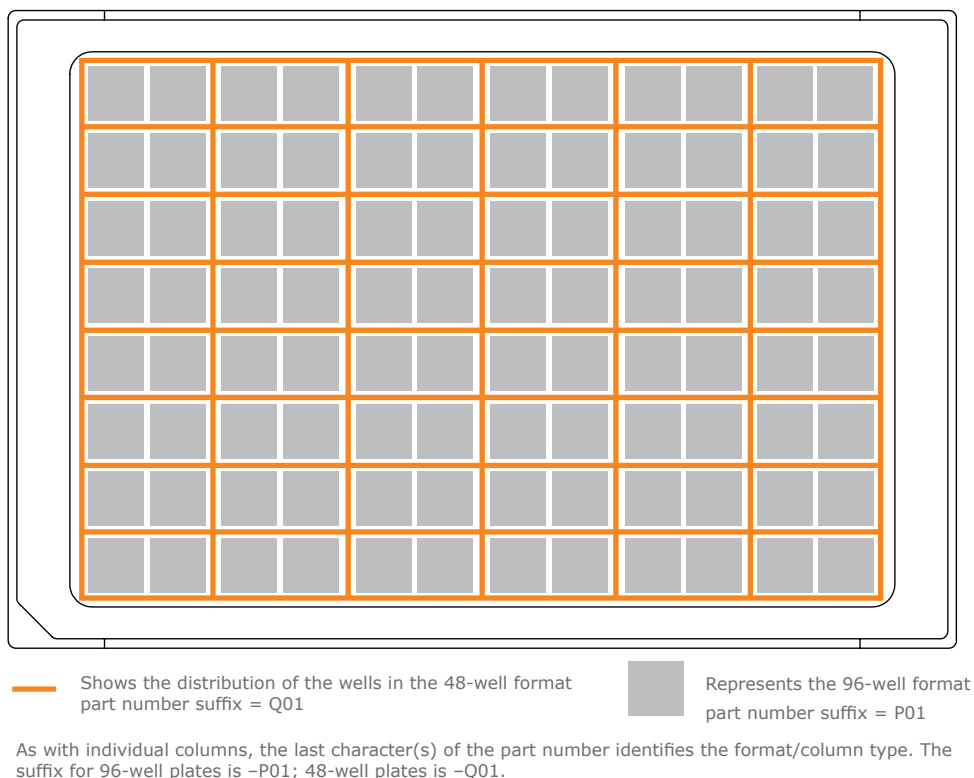 Shows the distribution of the wells in the 48-well format
part number suffix = Q01
Represents the 96-well format
part number suffix = P01
As with individual columns, the last character(s) of the part number identifies the format/column type. The
suffix for 96-well plates is –P01; 48-well plates is –Q01.